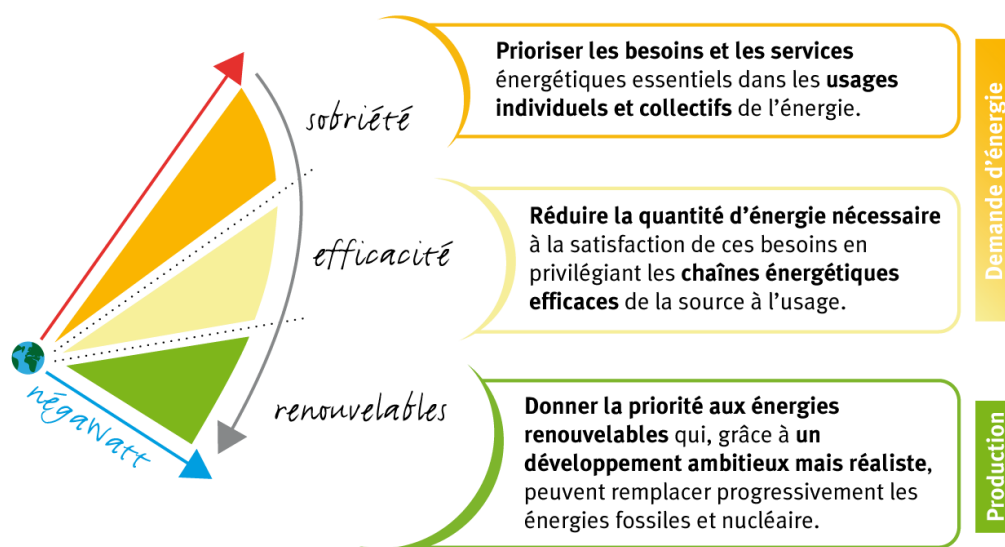 Prioriser les besoins et les services
énergétiques essentiels dans les usages
individuels et collectifs de l'énergie.
sobriété
Demande d'énergie
Réduire la quantité d'énergie nécessaire
à la satisfaction de ces besoins en
privilégiant les chaînes énergétiques
efficaces de la source à l'usage.
efficacité
négaWatt
renouvelables
Donner la priorité aux énergies
renouvelables qui, grâce à un
développement ambitieux mais réaliste,
peuvent remplacer progressivement les
énergies fossiles et nucléaire.
Production